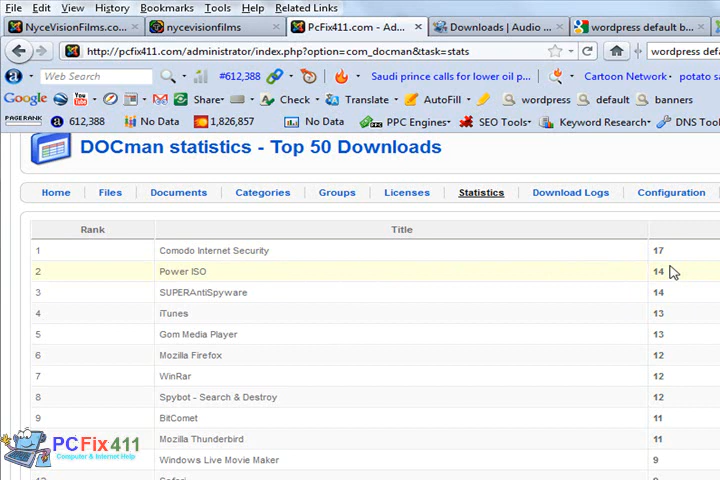 File Edit View History Bookmarks Tools Help Related Links
NyceVisionFilms.co... nycevisionfilms PcFix411.com - Ad... Downloads | Audio ... wordpress default b...
http://pcfix411.com/administrator/index.php?option=com_docman&task=stats wordpress defau
Web Search #612,388 Saudi prince calls for lower oil p... Cartoon Network potato sa
Google Share Check Translate AutoFill wordpress default banners
PAGERANK 612,388 No Data 1,826,857 No Data PPC Engines SEO Tools Keyword Research DNS Tool
DOCman statistics - Top 50 Downloads
Home Files Documents Categories Groups Licenses Statistics Download Logs Configuration
Rank Title
1 Comodo Internet Security 17
2 Power ISO 14
3 SUPERAntiSpyware 14
4 iTunes 13
5 Gom Media Player 13
6 Mozilla Firefox 12
7 WinRar 12
8 Spybot - Search & Destroy 12
9 BitComet 11
Mozilla Thunderbird 11
Windows Live Movie Maker 9
PCFix411
Computer & Internet Help